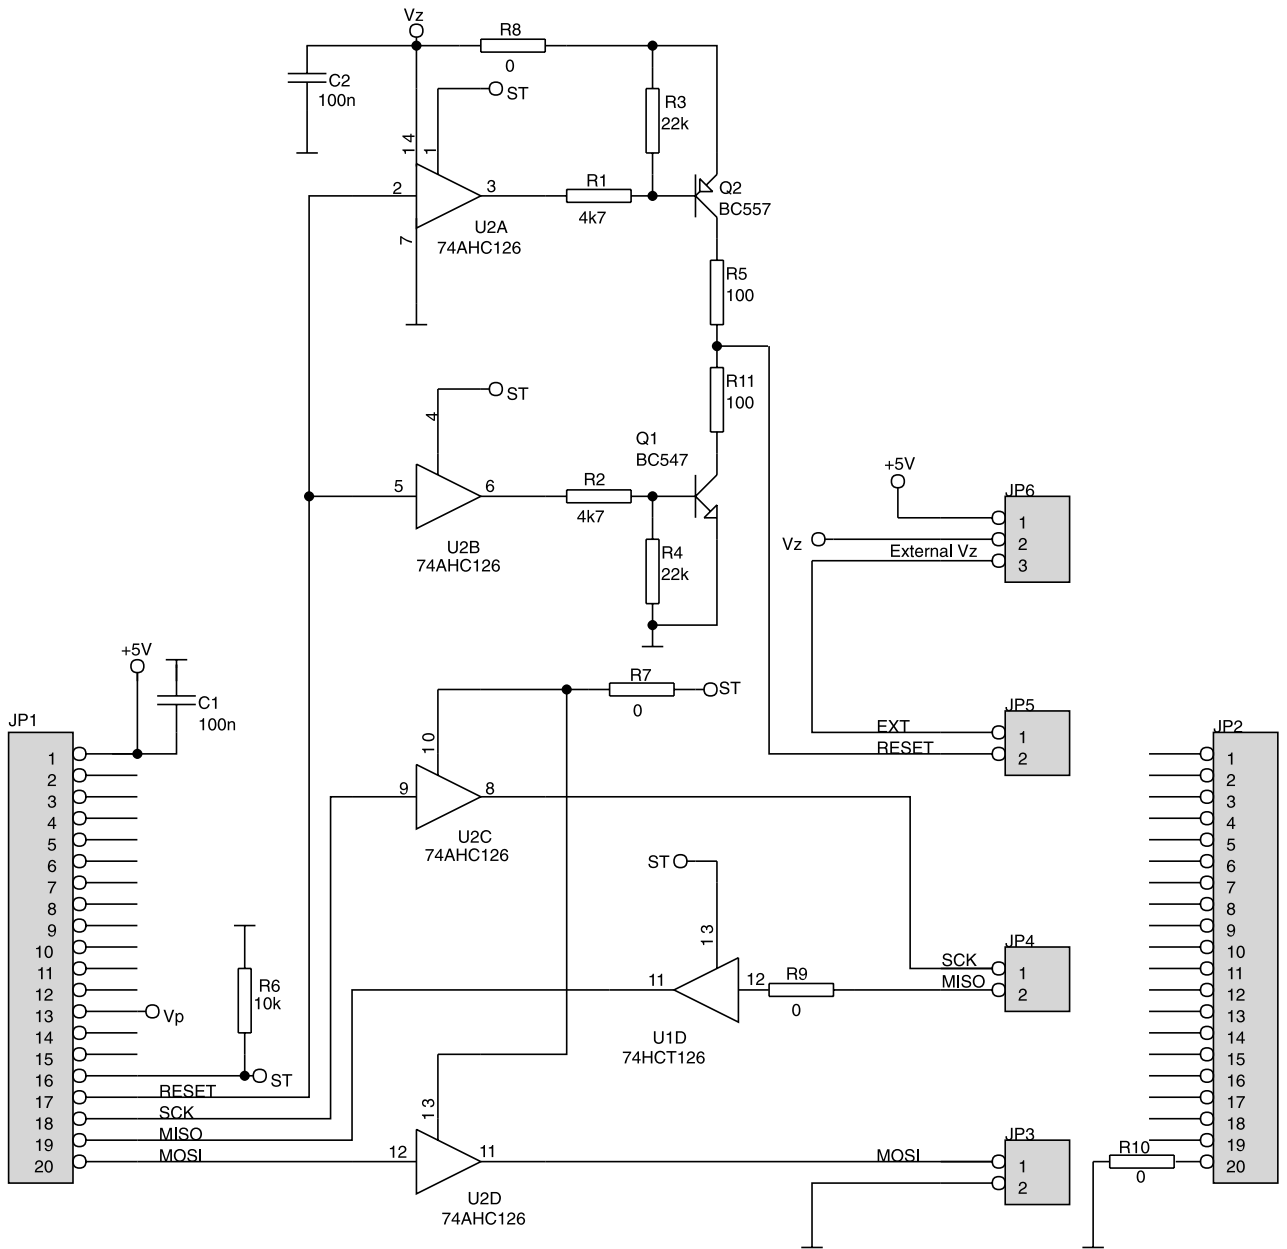 Vz
R8
0
C2
100n
ST
R3
22k
14
1
2
3
R1
4k7
Q2
BC557
U2A
74AHC126
7
R5
100
R11
100
ST
4
Q1
BC547
5
6
R2
4k7
U2B
74AHC126
R4
22k
+5V
JP6
1
Vz
2
External Vz
3
+5V
C1
100n
R7
0
ST
JP5
EXT
1
RESET
2
10
9
8
U2C
74AHC126
ST
13
11
12
R9
0
U1D
74HCT126
JP4
SCK
1
MISO
2
JP1
1
2
3
4
5
6
7
8
9
10
11
12
13
14
15
16
17
18
19
20
R6
10k
Vp
ST
RESET
SCK
MISO
MOSI
13
12
11
U2D
74AHC126
JP3
MOSI
1
2
JP2
1
2
3
4
5
6
7
8
9
10
11
12
13
14
15
16
17
18
19
20
R10
0